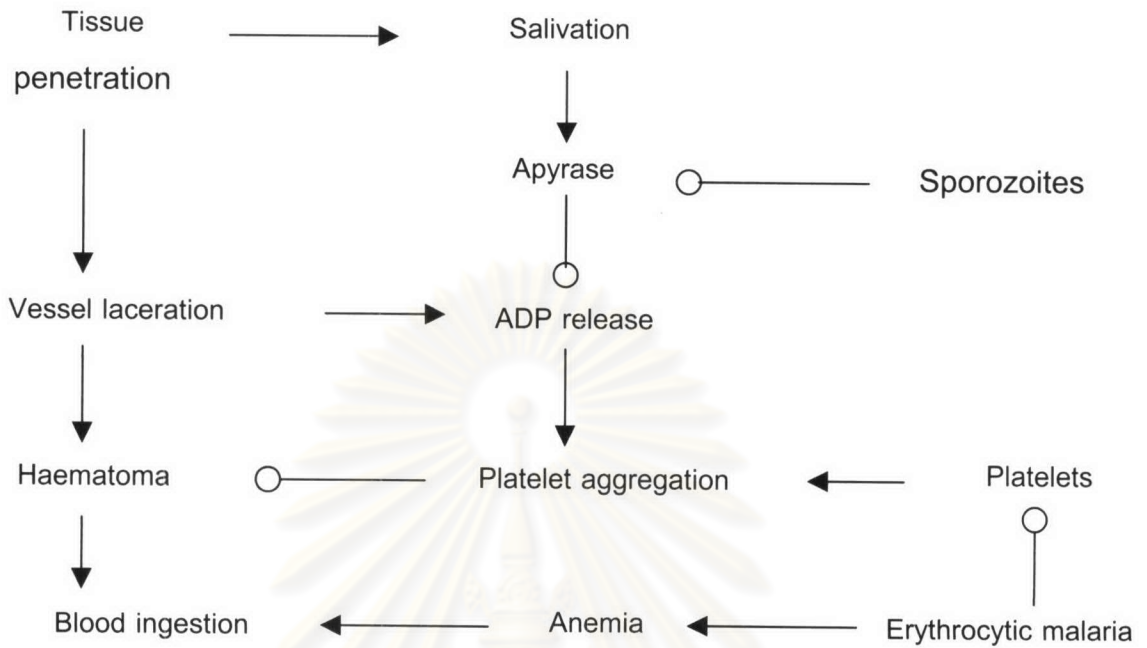 Tissue
penetration
Salivation
Apyrase
Sporozoites
Vessel laceration
ADP release
Haematoma
Platelet aggregation
Platelets
Blood ingestion
Anemia
Erythrocytic malaria